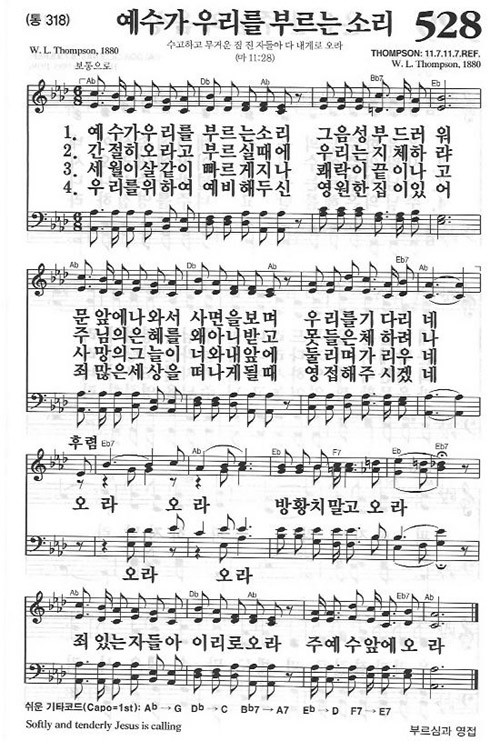 (통 318) 예수가 우리를 부르는 소리 528
수고하고 무거운 짐 진 자들아 다 내게로 오라
(마 11:28)
W. L. Thompson, 1880
THOMPSON: 11.7.11.7.REF.
W. L. Thompson, 1880
보통으로
Ab Db Ab Bb7 Eb
1. 예수가우리를 부르는소리 그음성부드러 워
2. 간절히오라고 부르실때에 우리는지체하 랴
3. 세월이살같이 빠르게지나 쾌락이끝이나 고
4. 우리를위하여 예비해두신 영원한집이있 어
Ab Db Ab Eb7 Ab
문앞에나와서 사면을보며 우리를기다리 네
주님의은혜를 왜아니받고 못들은체하려 나
사망의그늘이 너와내앞에 둘리며가리우 네
죄많은세상을 떠나게될때 영접해주시겠 네
후렴
Eb7 Ab F7 Eb Eb7
오라 오라 방황치말고오라
오라 오라
Ab Db Ab Eb7 Ab
죄있는자들아 이리로오라 주예수앞에오 라
쉬운 기타코드(Capo=1st): Ab → G Db → C Bb7 → A7 Eb → D F7 → E7
Softly and tenderly Jesus is calling
부르심과 영접